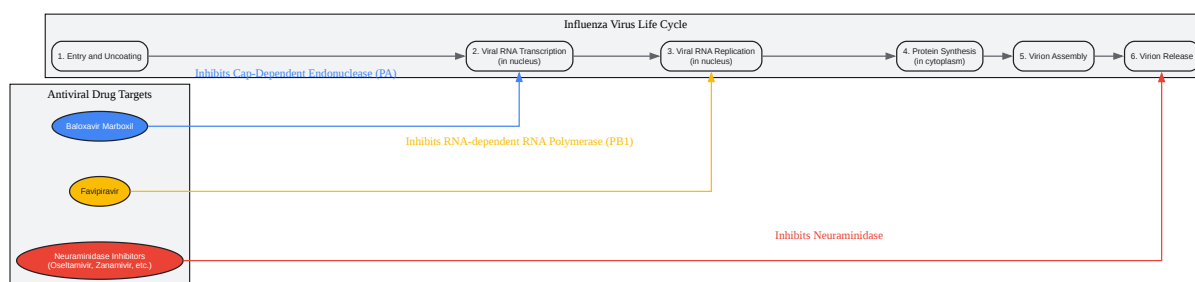 Influenza Virus Life Cycle
1. Entry and Uncoating
2. Viral RNA Transcription
(in nucleus)
3. Viral RNA Replication
(in nucleus)
4. Protein Synthesis
(in cytoplasm)
5. Virion Assembly
6. Virion Release
Inhibits Cap-Dependent Endonuclease (PA)
Antiviral Drug Targets
Baloxavir Marboxil
Inhibits RNA-dependent RNA Polymerase (PB1)
Favipiravir
Inhibits Neuraminidase
Neuraminidase Inhibitors
(Oseltamivir, Zanamivir, etc.)